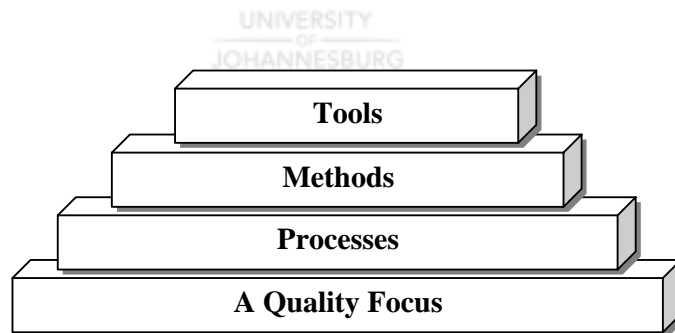 UNIVERSITY
OF
JOHANNESBURG
Tools
Methods
Processes
A Quality Focus